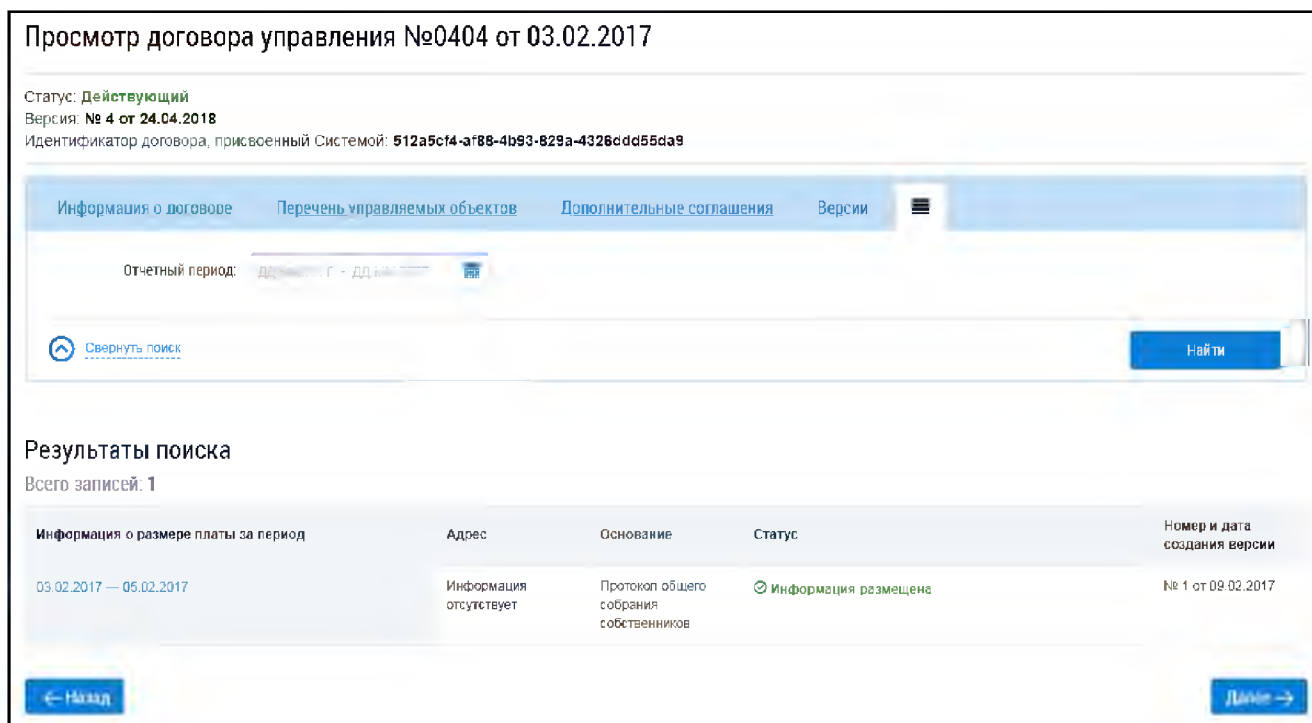 Просмотр договора управления №0404 от 03.02.2017
Статус: Действующий
Версия: № 4 от 24.04.2018
Идентификатор договора, присвоенный Системой: 512a5cf4-af88-4b93-829a-4326ddd55da9
Информация о договоре Перечень управляемых объектов Дополнительные соглашения Версии
Отчетный период:
Свернуть поиск Найти
Результаты поиска
Всего записей: 1
Информация о размере платы за период Адрес Основание Статус Номер и дата
создания версии
03.02.2017 — 05.02.2017 Информация Протокол общего Информация размещена № 1 от 09.02.2017
отсутствует собрания
собственников
← Назад Далее →